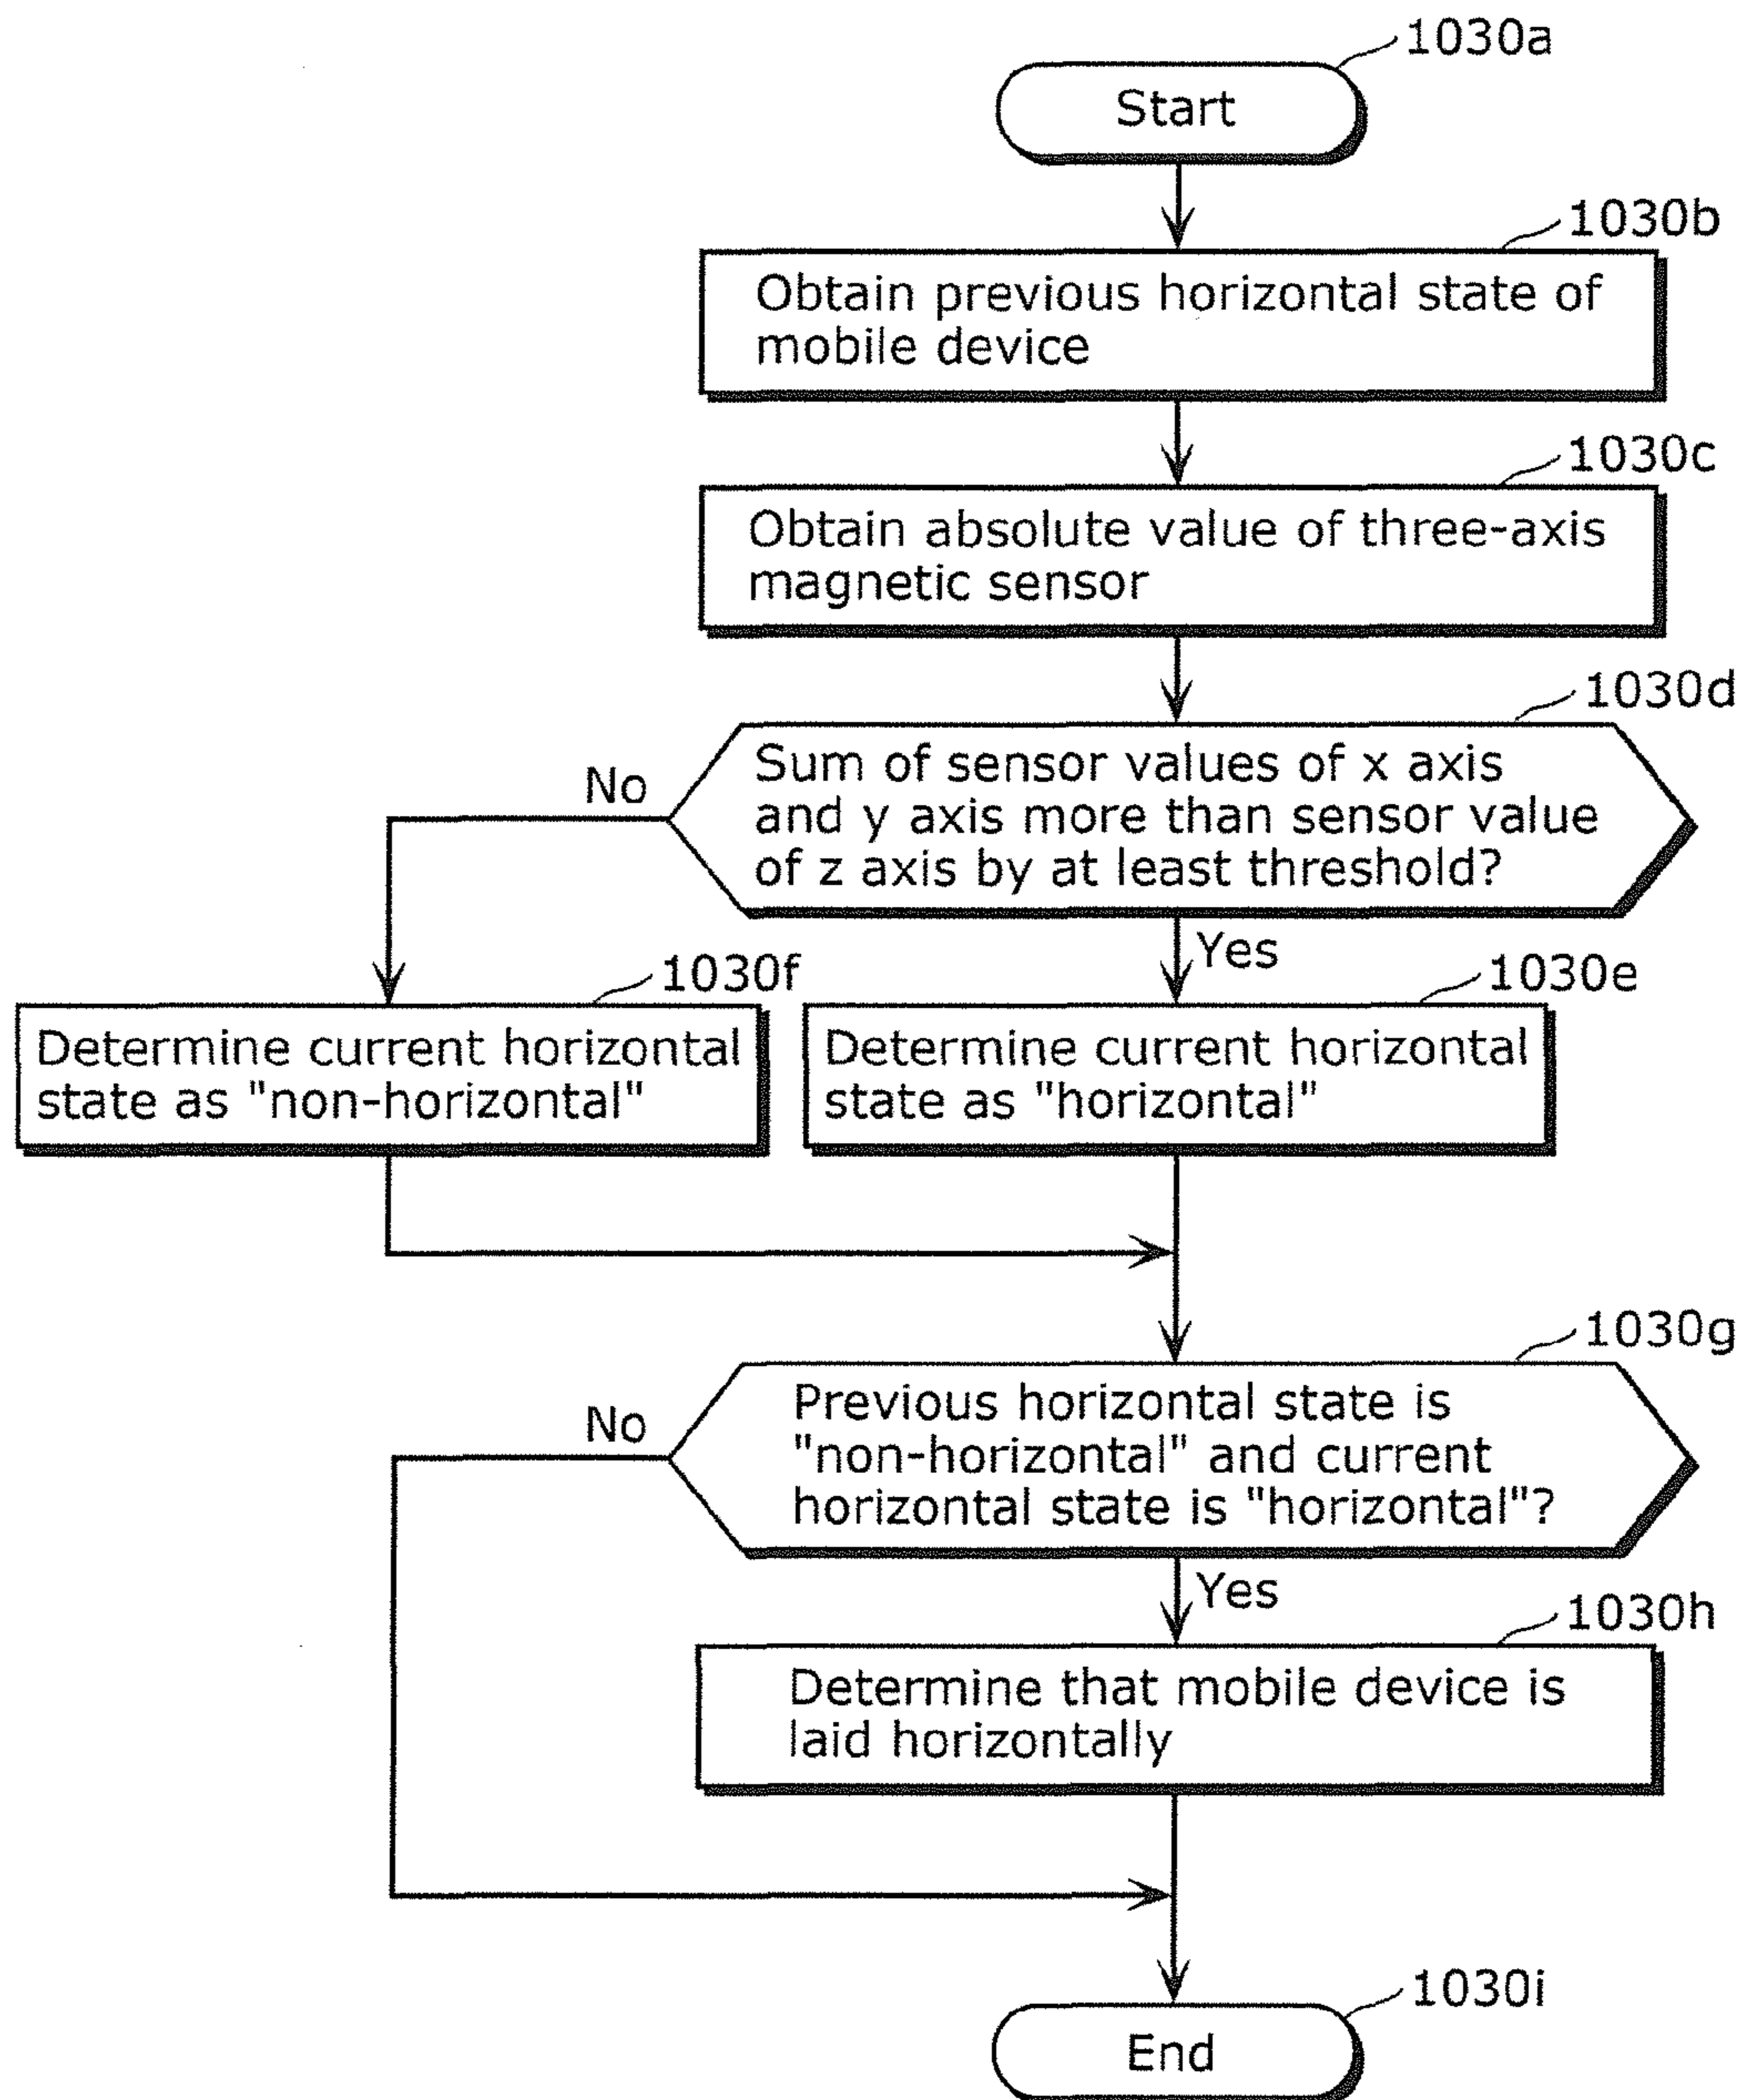 1030a
Start
1030b
Obtain previous horizontal state of
mobile device
1030c
Obtain absolute value of three-axis
magnetic sensor
1030d
Sum of sensor values of x axis
and y axis more than sensor value
of z axis by at least threshold?
No
Yes
1030f
Determine current horizontal
state as "non-horizontal"
1030e
Determine current horizontal
state as "horizontal"
1030g
Previous horizontal state is
"non-horizontal" and current
horizontal state is "horizontal"?
No
Yes
1030h
Determine that mobile device is
laid horizontally
1030i
End